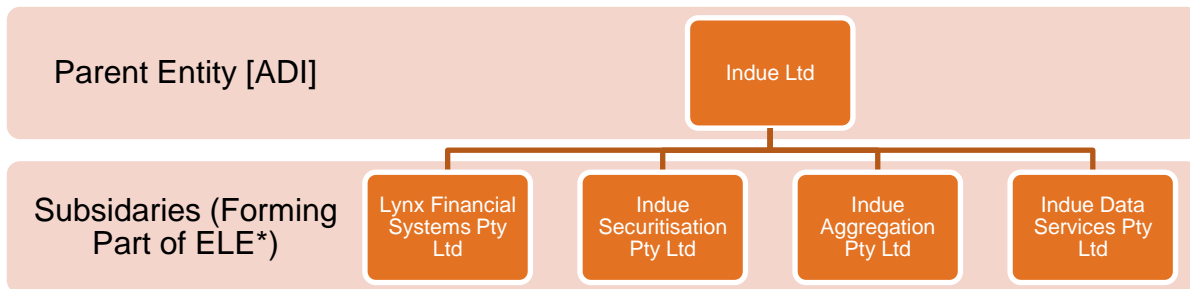 Parent Entity [ADI]
Indue Ltd
Subsidaries (Forming
Part of ELE*)
Lynx Financial
Systems Pty
Ltd
Indue
Securitisation
Pty Ltd
Indue
Aggregation
Pty Ltd
Indue Data
Services Pty
Ltd